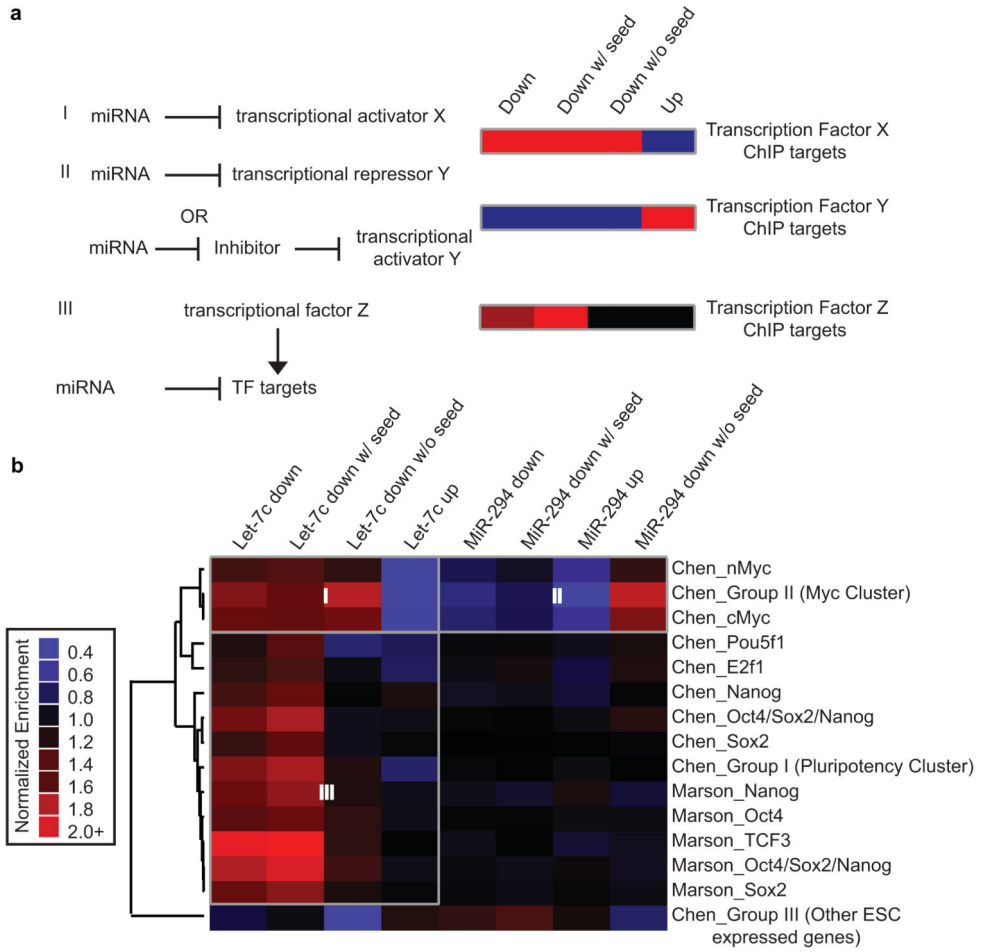 a
Down
Down w/ seed
Down w/o seed
Up
I miRNA transcriptional activator X
Transcription Factor X
ChIP targets
II miRNA transcriptional repressor Y
OR
miRNA Inhibitor transcriptional
activator Y
Transcription Factor Y
ChIP targets
III transcriptional factor Z
Transcription Factor Z
ChIP targets
miRNA TF targets
b
Let-7c down
Let-7c down w/ seed
Let-7c down w/o seed
Let-7c up
MiR-294 down
MiR-294 down w/ seed
MiR-294 up
MiR-294 down w/o seed
Chen_nMyc
I II Chen_Group II (Myc Cluster)
Chen_cMyc
Chen_Pou5f1
Chen_E2f1
Chen_Nanog
Chen_Oct4/Sox2/Nanog
Chen_Sox2
Chen_Group I (Pluripotency Cluster)
III Marson_Nanog
Marson_Oct4
Marson_TCF3
Marson_Oct4/Sox2/Nanog
Marson_Sox2
Chen_Group III (Other ESC
expressed genes)
Normalized Enrichment
0.4
0.6
0.8
1.0
1.2
1.6
1.6
1.8
2.0+